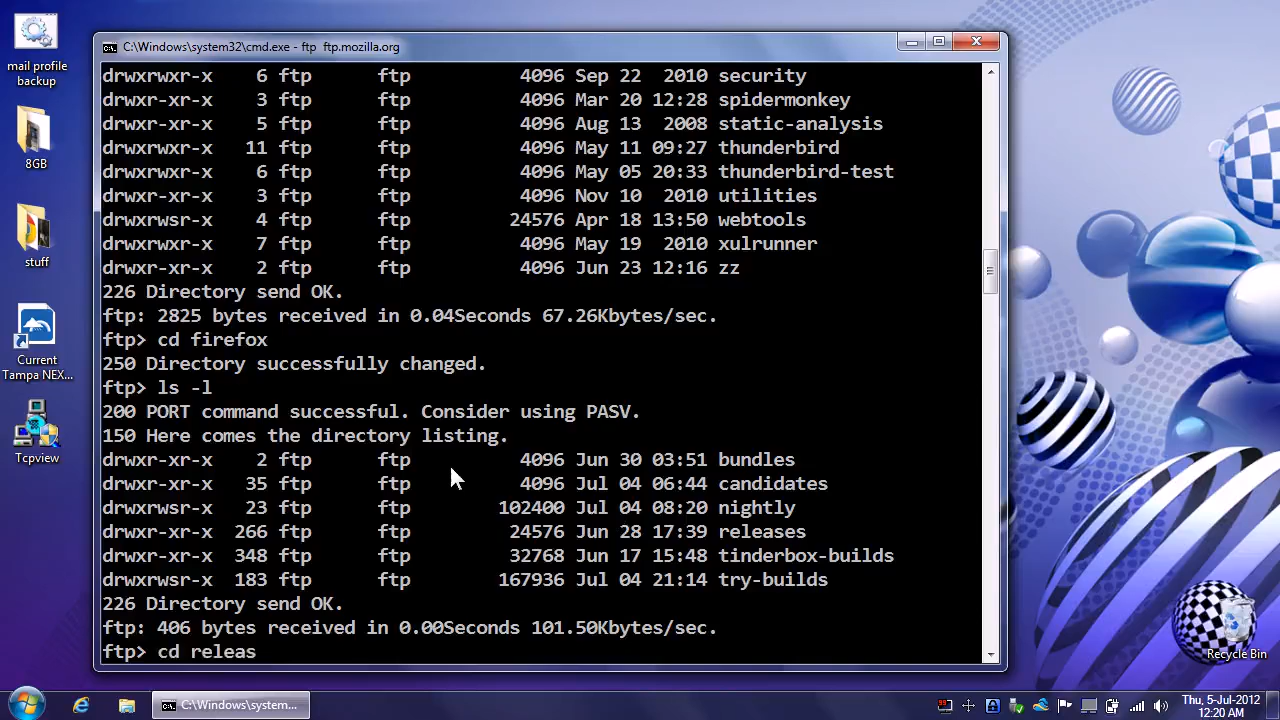 mail profile
backup
8GB
stuff
Current
Tampa NEX...
Tcpview
C:\Windows\system32\cmd.exe - ftp  ftp.mozilla.org
drwxrwxr-x    6 ftp      ftp          4096 Sep 22  2010 security
drwxr-xr-x    3 ftp      ftp          4096 Mar 20 12:28 spidermonkey
drwxr-xr-x    5 ftp      ftp          4096 Aug 13  2008 static-analysis
drwxrwxr-x   11 ftp      ftp          4096 May 11 09:27 thunderbird
drwxrwxr-x    6 ftp      ftp          4096 May 05 20:33 thunderbird-test
drwxr-xr-x    3 ftp      ftp          4096 Nov 10  2010 utilities
drwxrwsr-x    4 ftp      ftp         24576 Apr 18 13:50 webtools
drwxrwxr-x    7 ftp      ftp          4096 May 19  2010 xulrunner
drwxr-xr-x    2 ftp      ftp          4096 Jun 23 12:16 zz
226 Directory send OK.
ftp: 2825 bytes received in 0.04Seconds 67.26Kbytes/sec.
ftp> cd firefox
250 Directory successfully changed.
ftp> ls -l
200 PORT command successful. Consider using PASV.
150 Here comes the directory listing.
drwxr-xr-x    2 ftp      ftp          4096 Jun 30 03:51 bundles
drwxr-xr-x   35 ftp      ftp          4096 Jul 04 06:44 candidates
drwxrwsr-x   23 ftp      ftp        102400 Jul 04 08:20 nightly
drwxr-xr-x  266 ftp      ftp         24576 Jun 28 17:39 releases
drwxr-xr-x  348 ftp      ftp         32768 Jun 17 15:48 tinderbox-builds
drwxrwsr-x  183 ftp      ftp        167936 Jul 04 21:14 try-builds
226 Directory send OK.
ftp: 406 bytes received in 0.00Seconds 101.50Kbytes/sec.
ftp> cd releas
Recycle Bin
C:\Windows\system...
Thu, 5-Jul-2012
12:20 AM